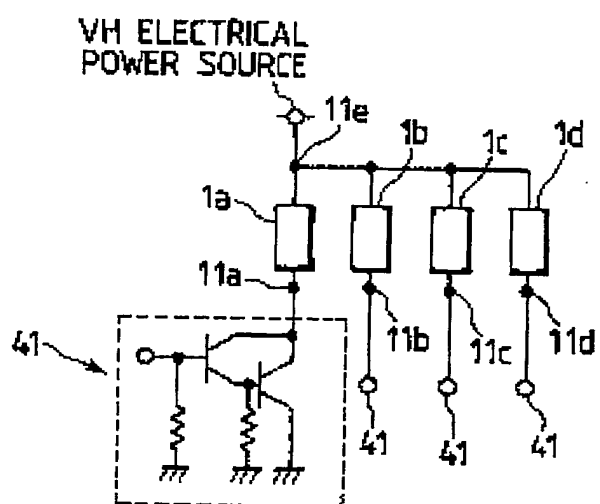 VH ELECTRICAL
POWER SOURCE
11e
1b
1c
1d
1a
11a
11b
11c
11d
41
41
41
41